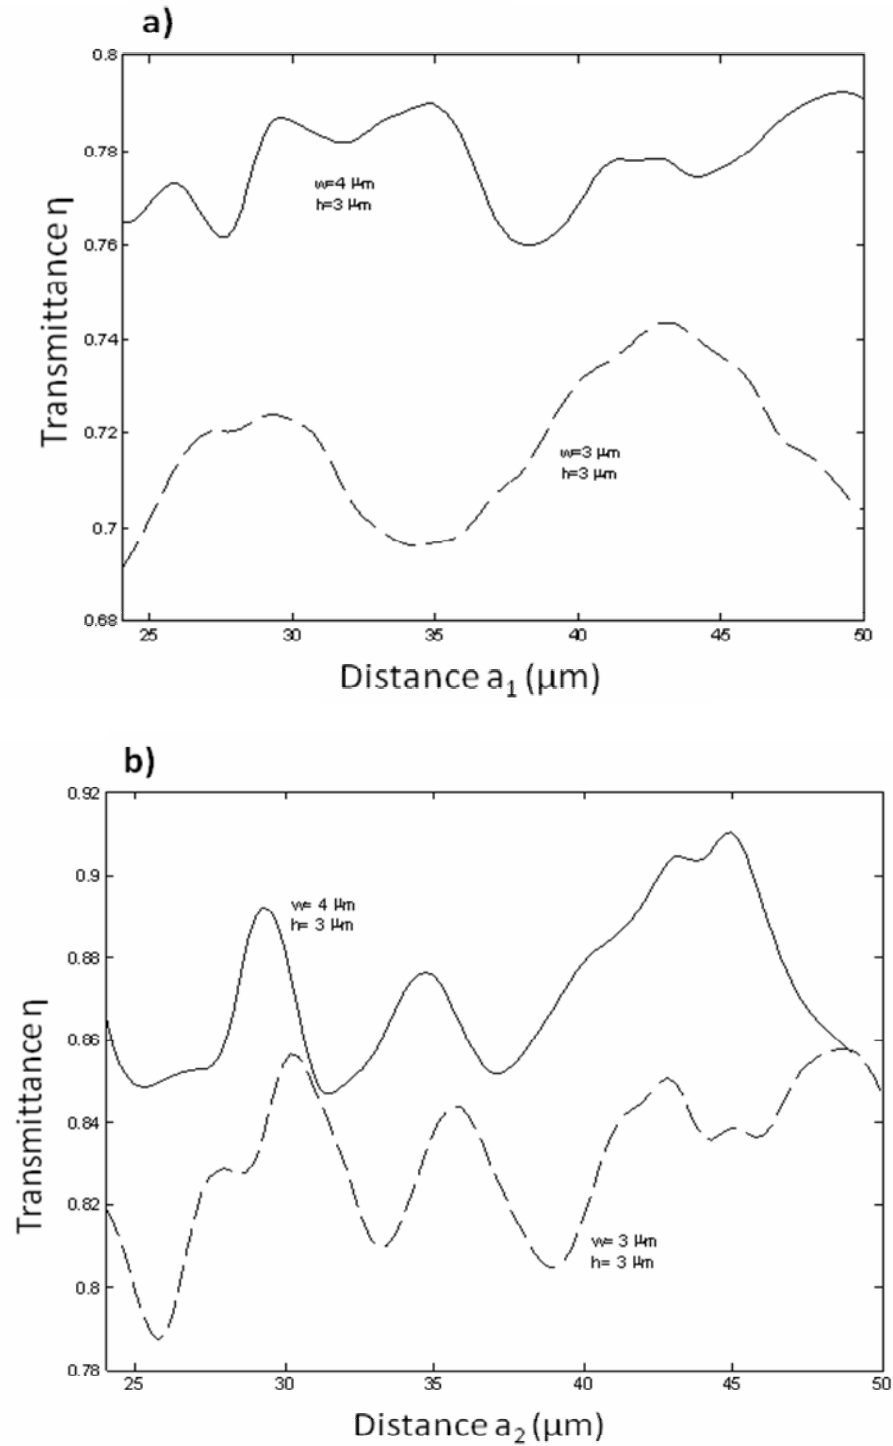 a)
0.8
0.78
0.76
0.74
0.72
0.7
0.68
Transmittance η
w=4 μm
h=3 μm
w=3 μm
h=3 μm
25 30 35 40 45 50
Distance a₁ (μm)
b)
0.92
0.9
0.88
0.86
0.84
0.82
0.8
0.78
Transmittance η
w= 4 μm
h= 3 μm
w= 3 μm
h= 3 μm
25 30 35 40 45 50
Distance a₂ (μm)